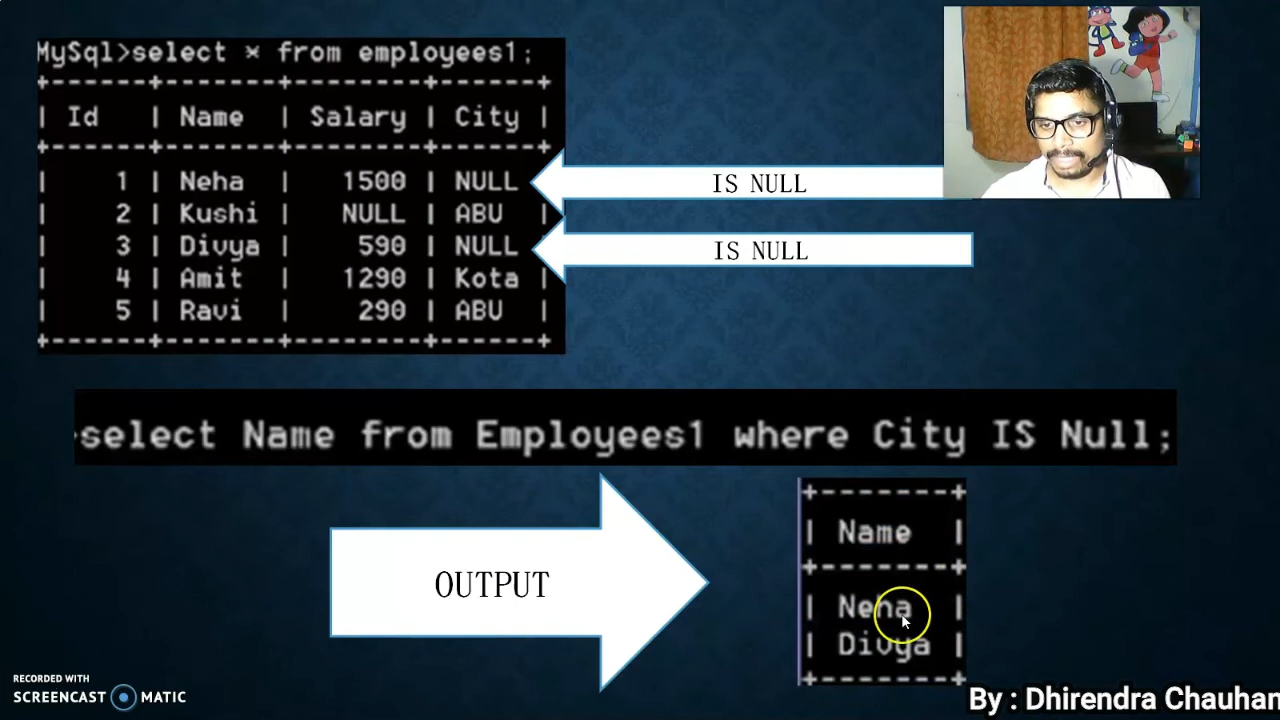 MySql>select * from employees1;
+------+-------+--------+------+
| Id | Name | Salary | City |
+------+-------+--------+------+
| 1 | Neha | 1500 | NULL
| 2 | Kushi | NULL | ABU |
| 3 | Divya | 590 | NULL
| 4 | Amit | 1290 | Kota |
| 5 | Ravi | 290 | ABU |
+------+-------+--------+------+
IS NULL
IS NULL
select Name from Employees1 where City IS Null;
OUTPUT
+-------+
| Name |
+-------+
| Neha |
| Divya |
+-------+
RECORDED WITH
SCREENCAST MATIC
By : Dhirendra Chauhan